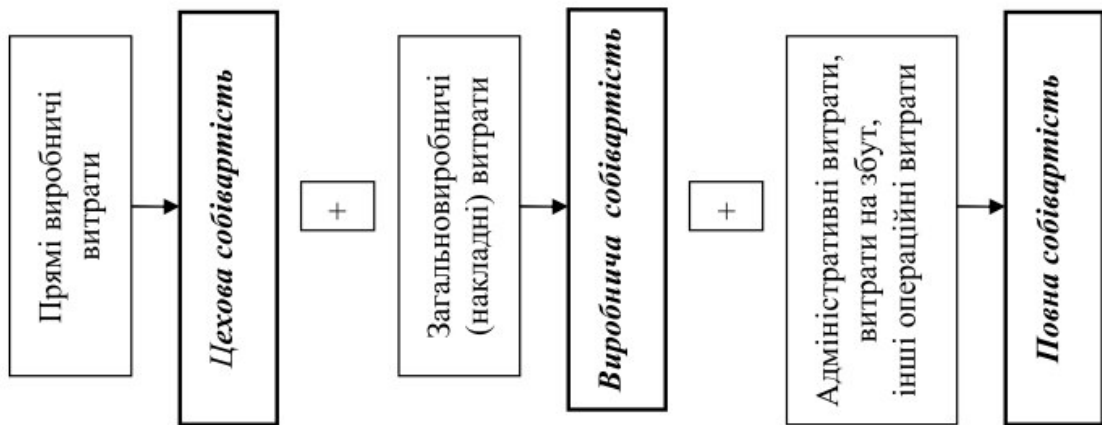 Прямі виробничі
витрати
Цехова собівартість
+
Загальновиробничі
(накладні) витрати
Виробнича собівартість
+
Адміністративні витрати,
витрати на збут,
інші операційні витрати
Повна собівартість